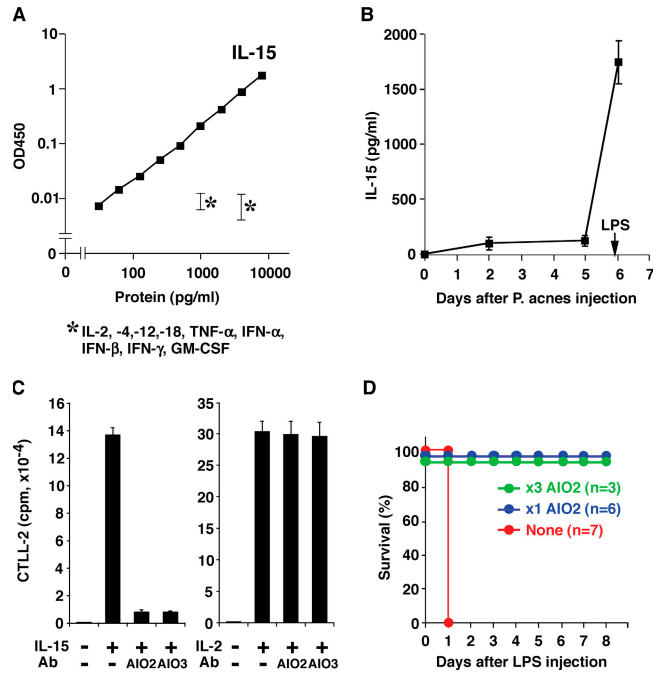 A
IL-15
OD450
1
0.1
0.01
0
0 100 1000 10000
*
*
Protein (pg/ml)
* IL-2, -4,-12,-18, TNF-α, IFN-α,
IFN-β, IFN-γ, GM-CSF
B
IL-15 (pg/ml)
2000
1500
1000
500
0
LPS
0 1 2 3 4 5 6 7
Days after P. acnes injection
C
CTLL-2 (cpm, x10-4)
16
14
12
10
8
6
4
2
0
IL-15 - + + +
Ab - - AIO2 AIO3
35
30
25
20
15
10
5
0
IL-2 - + + +
Ab - - AIO2 AIO3
D
Survival (%)
100
80
60
40
20
0
x3 AIO2 (n=3)
x1 AIO2 (n=6)
None (n=7)
0 1 2 3 4 5 6 7 8
Days after LPS injection